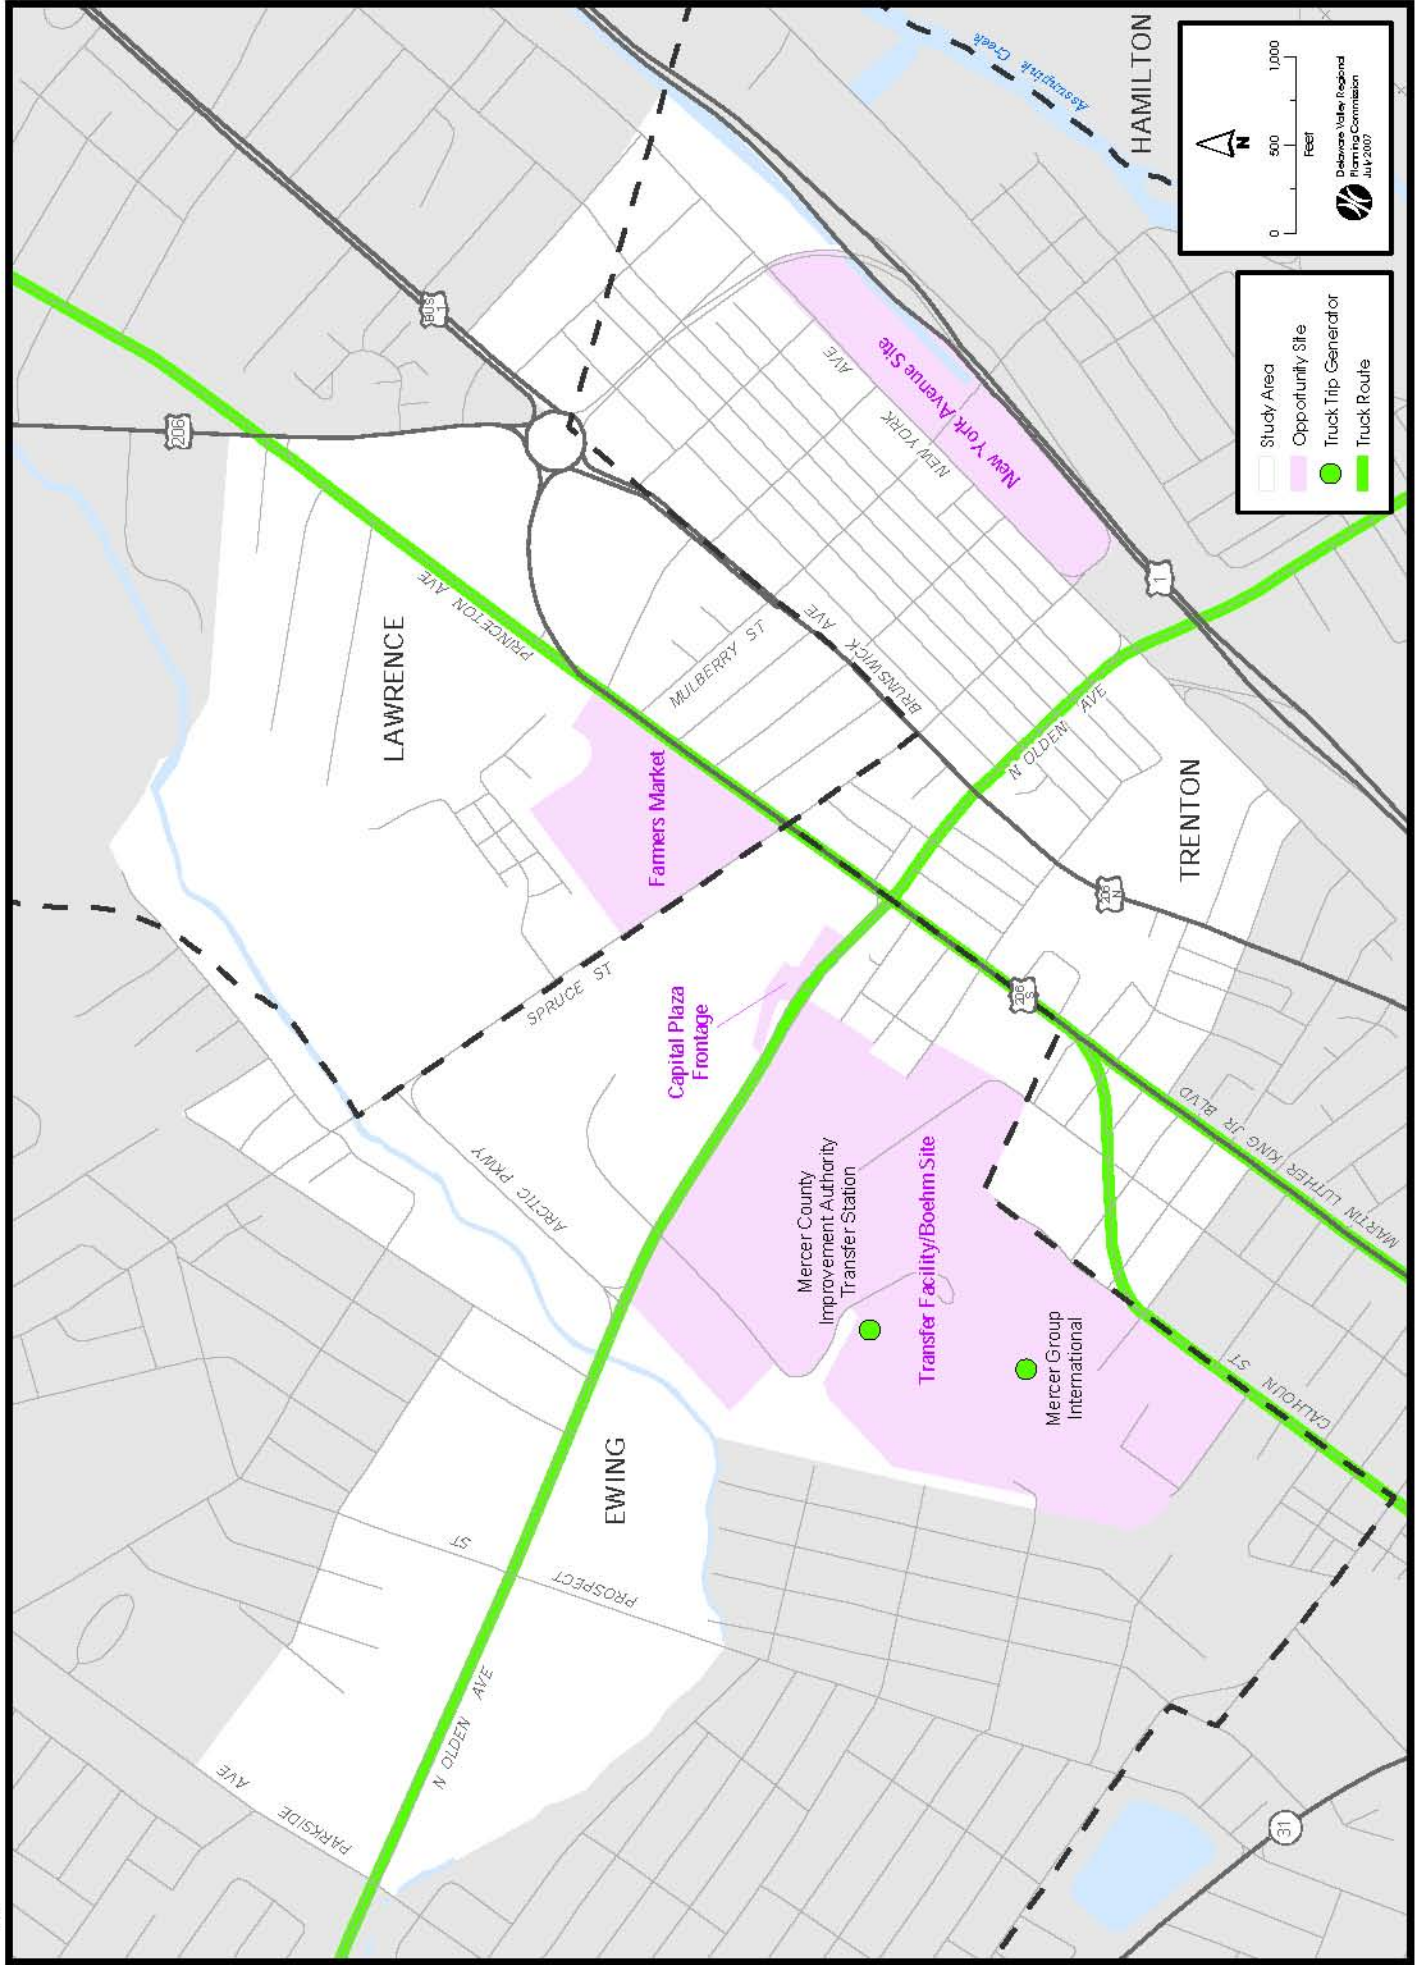 HAMILTON
Assunpink Creek
BUS
1
206
LAWRENCE
PRINCETON AVE
MULBERRY ST
BRUNSWICK AVE
NEW YORK AVE
New York Avenue Site
1
Farmers Market
SPRUCE ST
N OLDEN AVE
TRENTON
206
N
206
S
Capital Plaza
Frontage
ARCTIC PKWY
Mercer County
Improvement Authority
Transfer Station
Transfer Facility/Boehm Site
Mercer Group
International
MARTIN LUTHER KING JR BLVD
CALHOUN ST
EWING
PROSPECT ST
N OLDEN AVE
PARKSIDE AVE
31
Study Area
Opportunity Site
Truck Trip Generator
Truck Route
N
0 500 1,000
Feet
Delaware Valley Regional
Planning Commission
July 2007